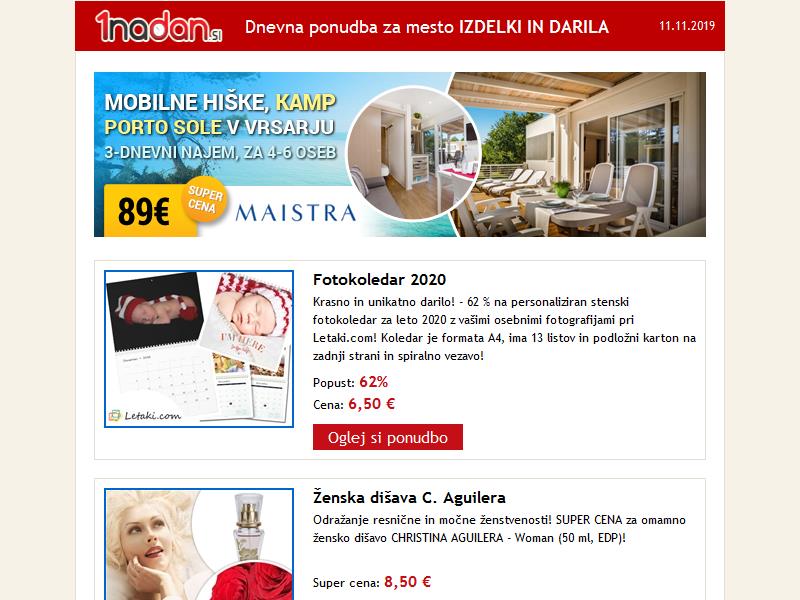 1nadan.si
Dnevna ponudba za mesto IZDELKI IN DARILA
11.11.2019
MOBILNE HIŠKE, KAMP
PORTO SOLE V VRSARJU
3-DNEVNI NAJEM, ZA 4-6 OSEB
89€
SUPER
CENA
MAISTRA
I'M HERE
Letaki.com
Fotokoledar 2020
Krasno in unikatno darilo! - 62 % na personaliziran stenski
fotokoledar za leto 2020 z vašimi osebnimi fotografijami pri
Letaki.com! Koledar je formata A4, ima 13 listov in podložni karton na
zadnji strani in spiralno vezavo!
Popust: 62%
Cena: 6,50 €
Oglej si ponudbo
Ženska dišava C. Aguilera
Odražanje resnične in močne ženstvenosti! SUPER CENA za omamno
žensko dišavo CHRISTINA AGUILERA - Woman (50 ml, EDP)!
Super cena: 8,50 €